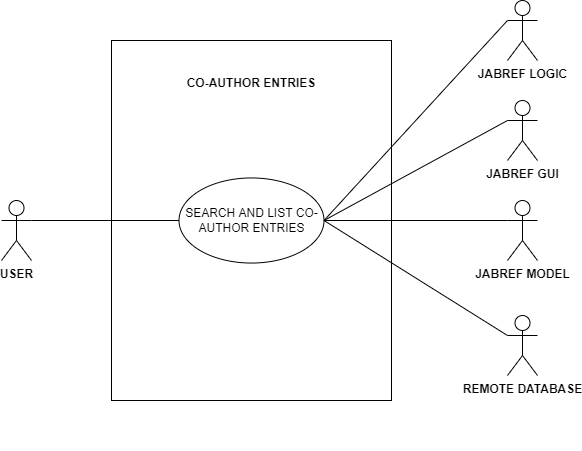 JABREF LOGIC
CO-AUTHOR ENTRIES
JABREF GUI
SEARCH AND LIST CO-
AUTHOR ENTRIES
USER
JABREF MODEL
REMOTE DATABASE